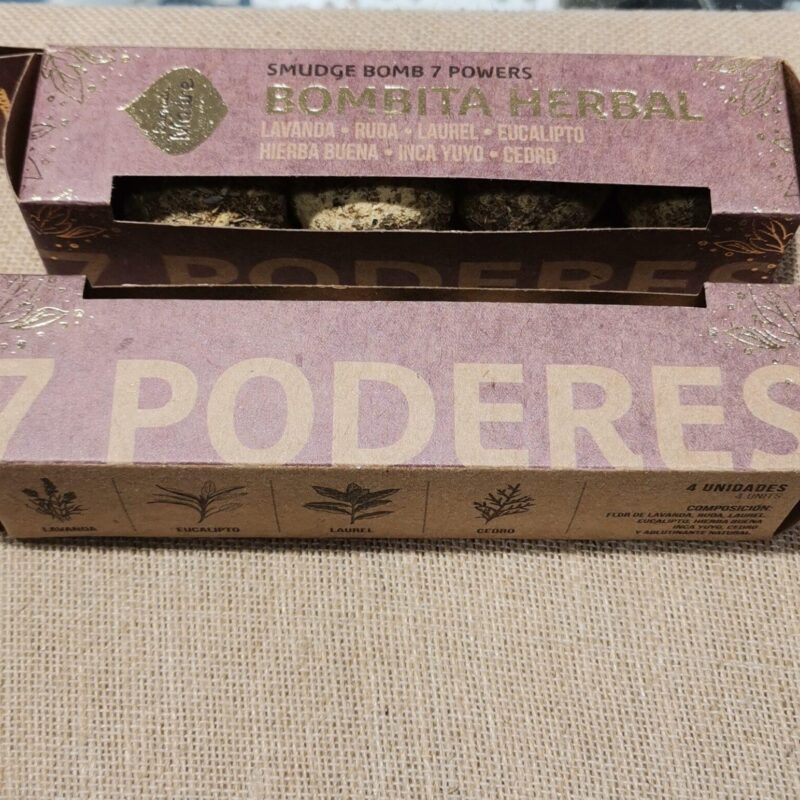 SMUDGE BOMB 7 POWERS
BOMBITA HERBAL
LAVANDA • RUDA • LAUREL • EUCALIPTO
HIERBA BUENA • INCA YUYO • CEDRO
Sagrada
Madre
7 PODERES
7 PODERES
LAVANDA
EUCALIPTO
LAUREL
CEDRO
4 UNIDADES
4 UNITS
COMPOSICIÓN:
FLOR DE LAVANDA, RUDA, LAUREL,
EUCALIPTO, HIERBA BUENA
INCA YUYO, CEDRO
Y AGLUTINANTE NATURAL.